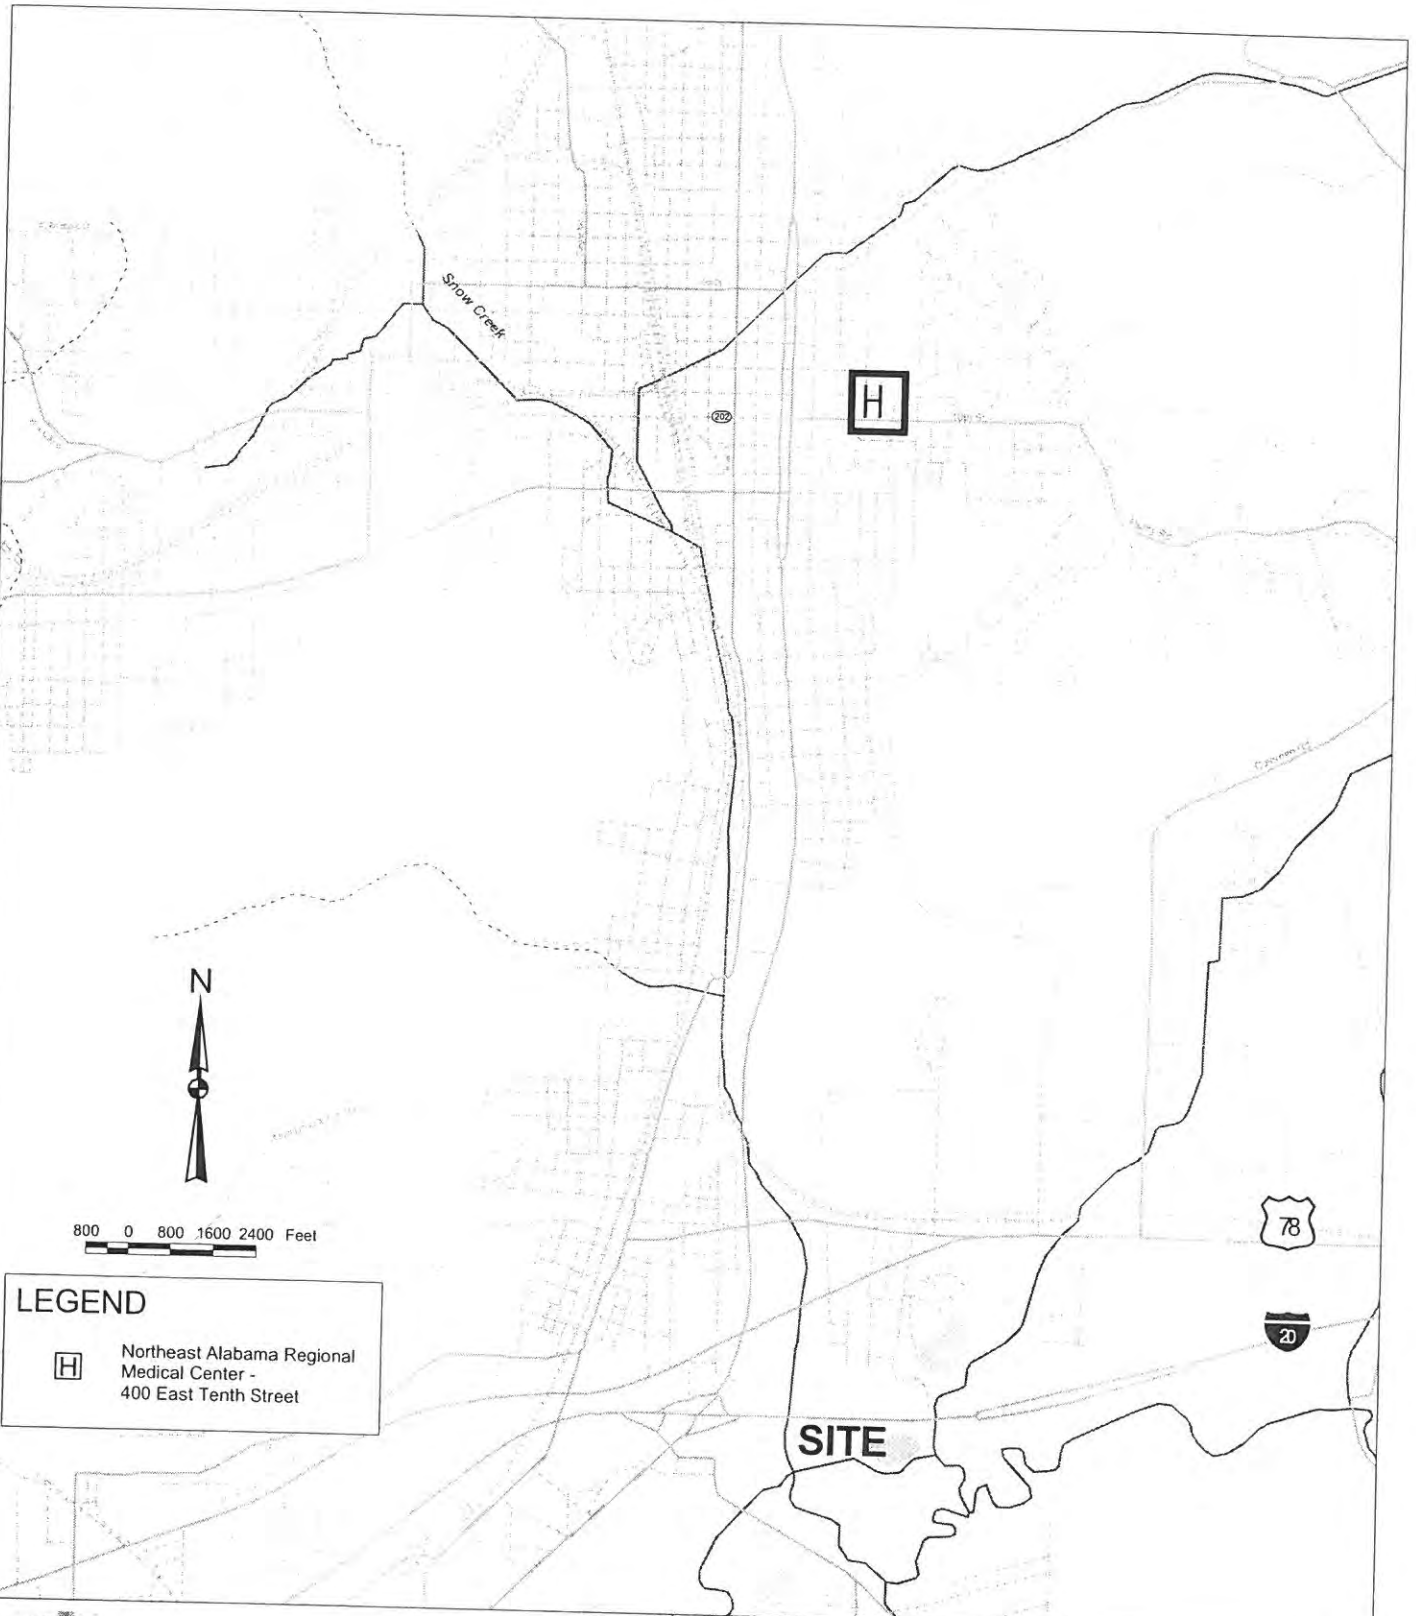 Snow Creek
H
202
N
800 0 800 1600 2400 Feet
78
LEGEND
20
H
Northeast Alabama Regional
Medical Center -
400 East Tenth Street
SITE